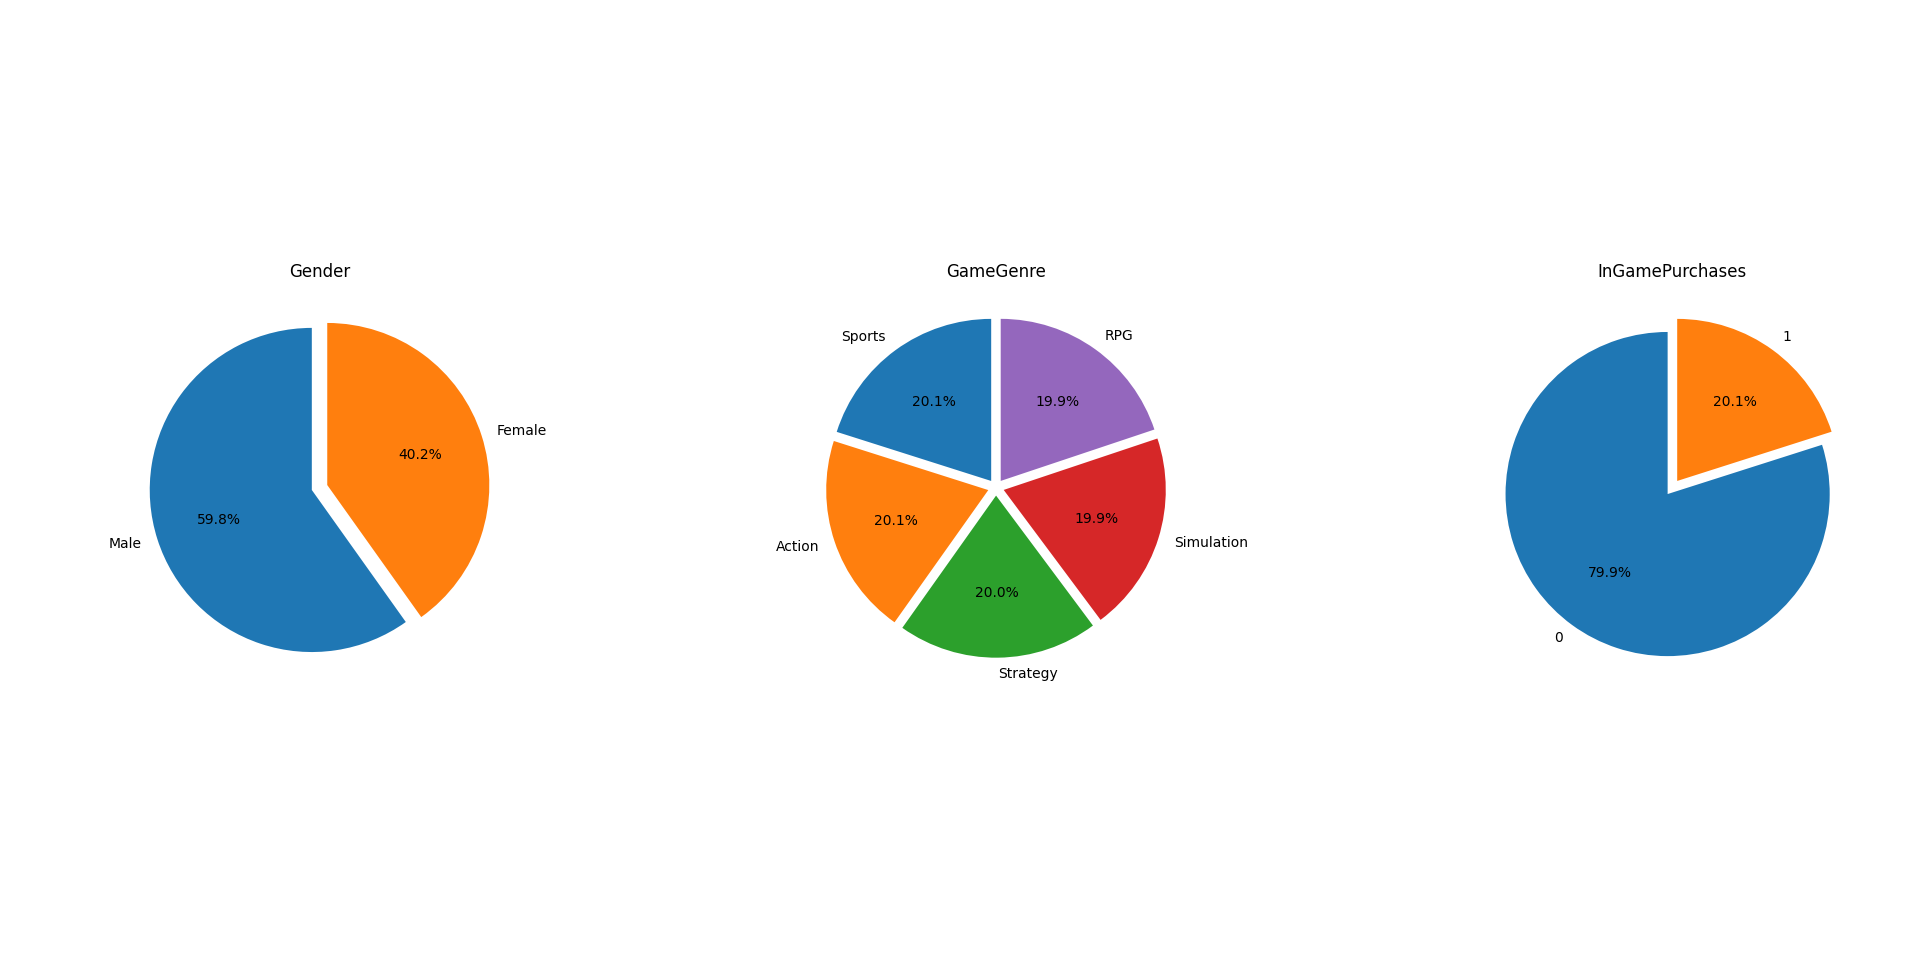 Gender
Female
40.2%
59.8%
Male
GameGenre
Sports
RPG
20.1%
19.9%
20.1%
19.9%
Action
Simulation
20.0%
Strategy
InGamePurchases
1
20.1%
79.9%
0